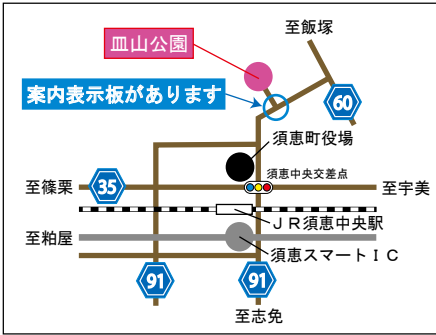 至飯塚
皿山公園
案内表示板があります
60
須恵町役場
須恵中央交差点
至篠栗
35
至宇美
JR須恵中央駅
至粕屋
須恵スマートIC
91
91
至志免